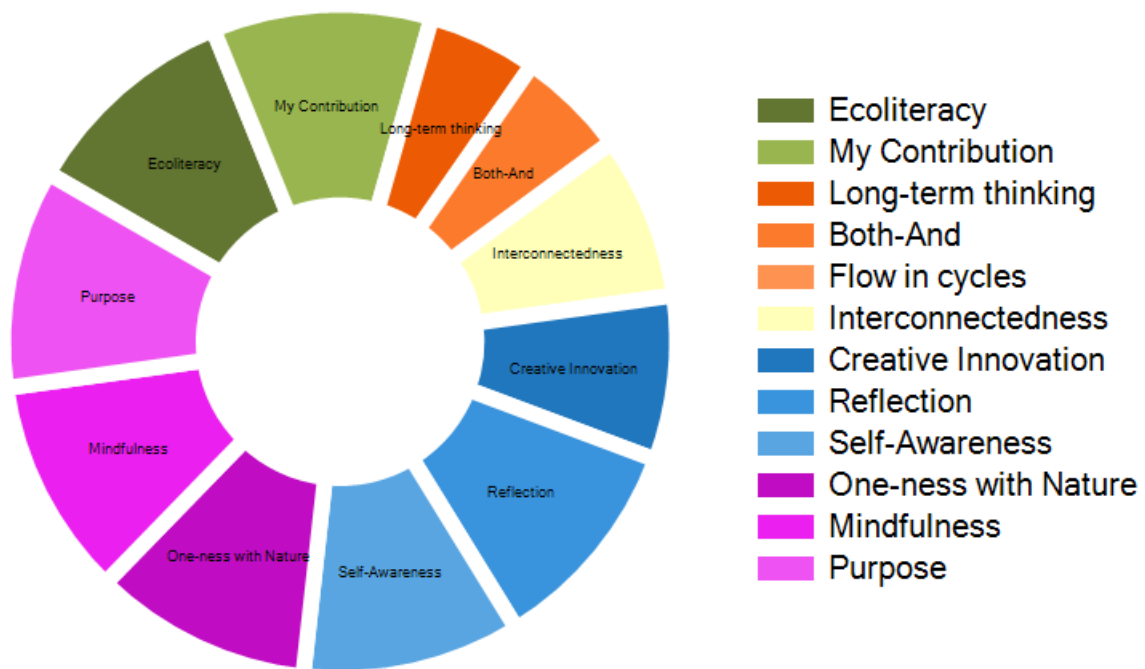 My Contribution
Long-term thinking
Ecoliteracy
Both-And
Interconnectedness
Purpose
Creative Innovation
Mindfulness
Reflection
One-ness with Nature
Self-Awareness
Ecoliteracy
My Contribution
Long-term thinking
Both-And
Flow in cycles
Interconnectedness
Creative Innovation
Reflection
Self-Awareness
One-ness with Nature
Mindfulness
Purpose